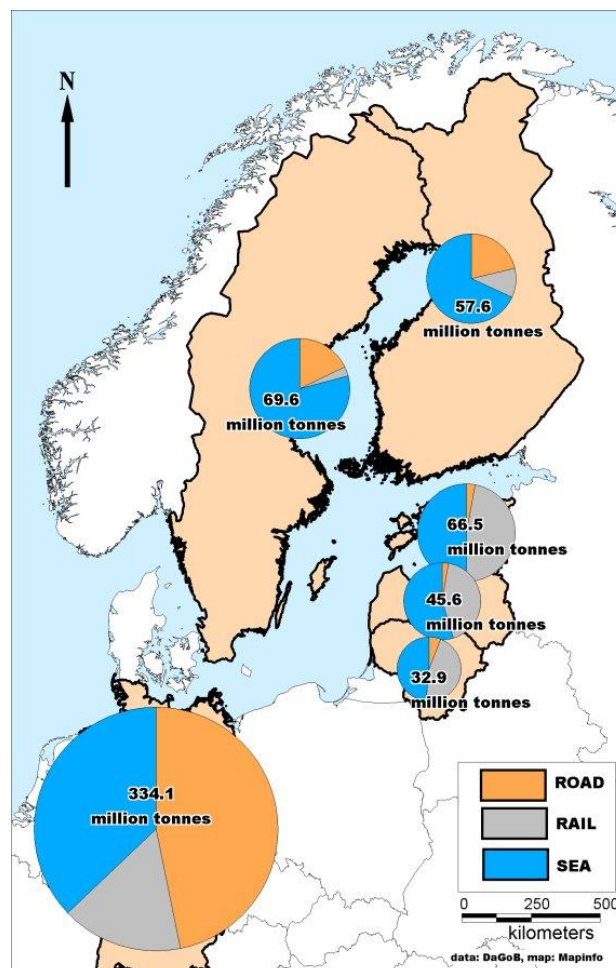 N
57.6
million tonnes
69.6
million tonnes
66.5
million tonnes
45.6
million tonnes
32.9
million tonnes
334.1
million tonnes
ROAD
RAIL
SEA
0 250 500
kilometers
data: DaGoB, map: Mapinfo